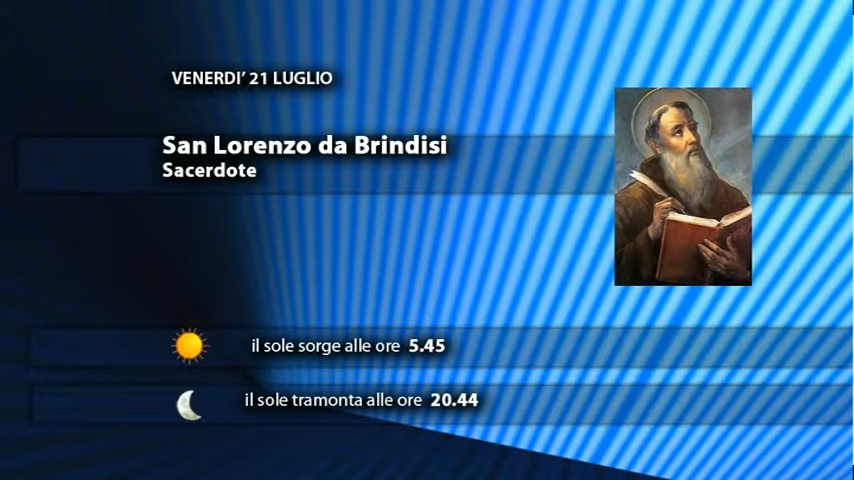 VENERDI’ 21 LUGLIO
San Lorenzo da Brindisi
Sacerdote
il sole sorge alle ore 5.45
il sole tramonta alle ore 20.44